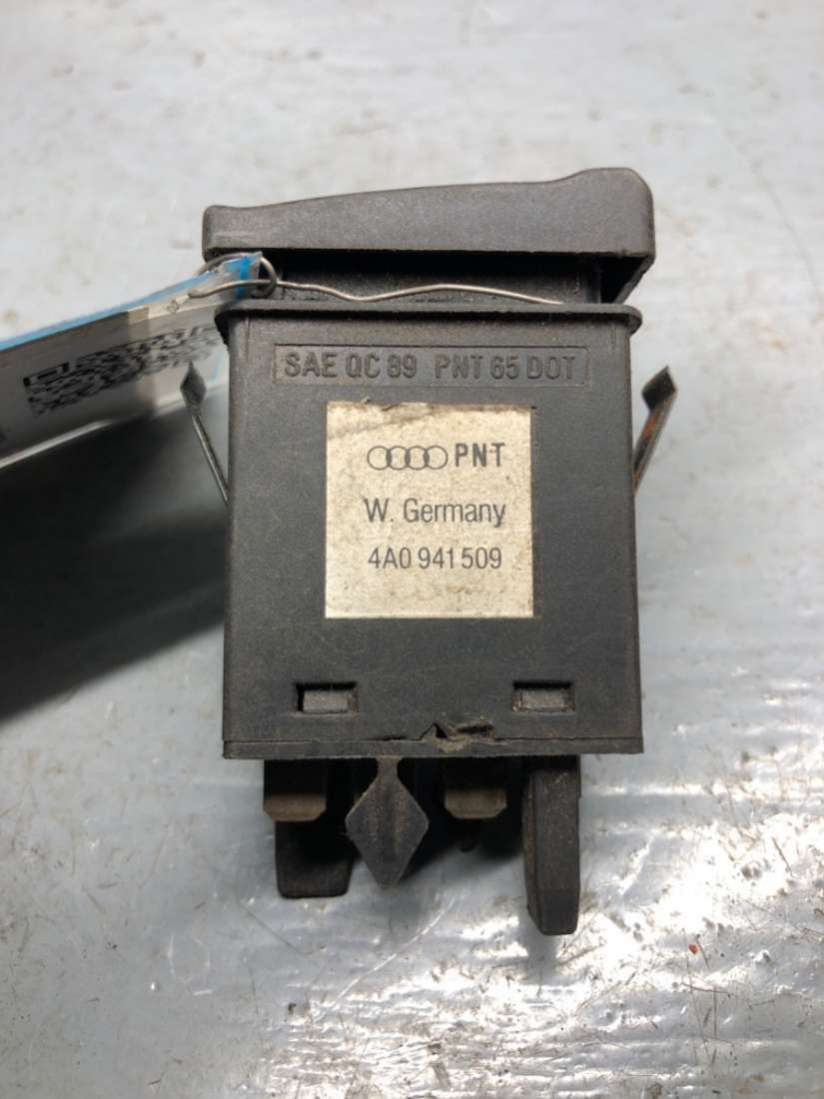 SAE QC 89 PNT 65 DOT
PNT
W. Germany
4A0 941 509